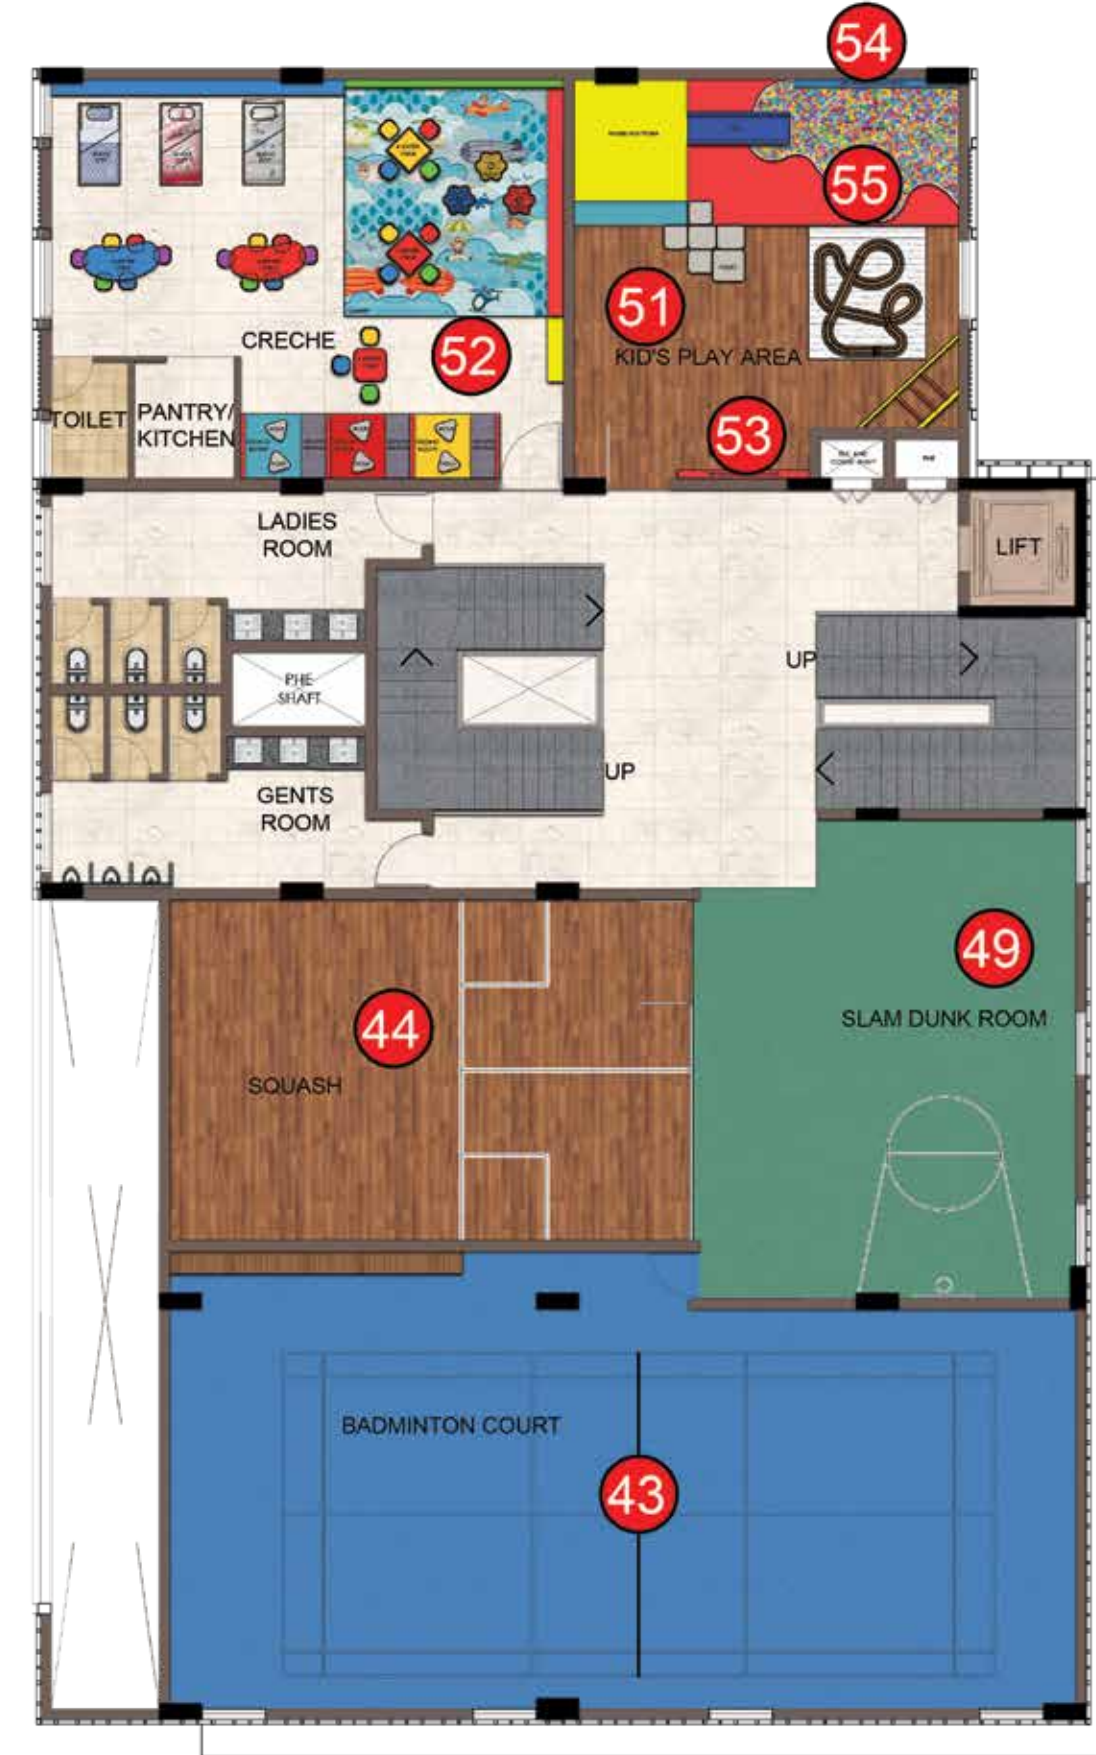 54
55
51
KID'S PLAY AREA
CRECHE
52
TOILET
PANTRY/
KITCHEN
53
LADIES
ROOM
LIFT
PHE
SHAFT
UP
UP
GENTS
ROOM
49
SLAM DUNK ROOM
44
SQUASH
BADMINTON COURT
43